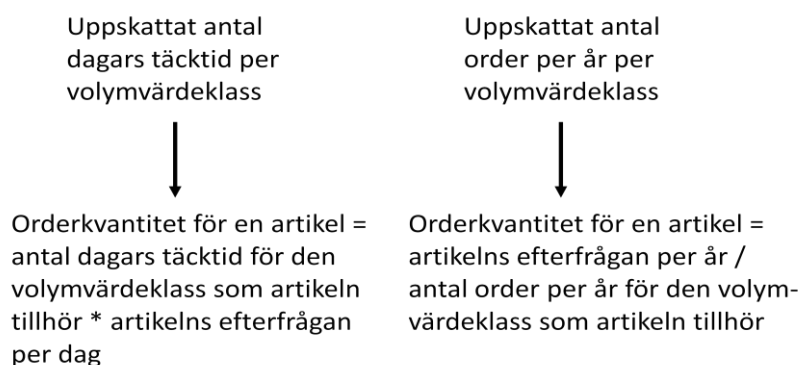 Uppskattat antal
dagars täcktid per
volymvärdeklass
Uppskattat antal
order per år per
volymvärdeklass
Orderkvantitet för en artikel =
antal dagars täcktid för den
volymvärdeklass som artikeln
tillhör * artikelns efterfrågan
per dag
Orderkvantitet för en artikel =
artikelns efterfrågan per år /
antal order per år för den volym-
värdeklass som artikeln tillhör